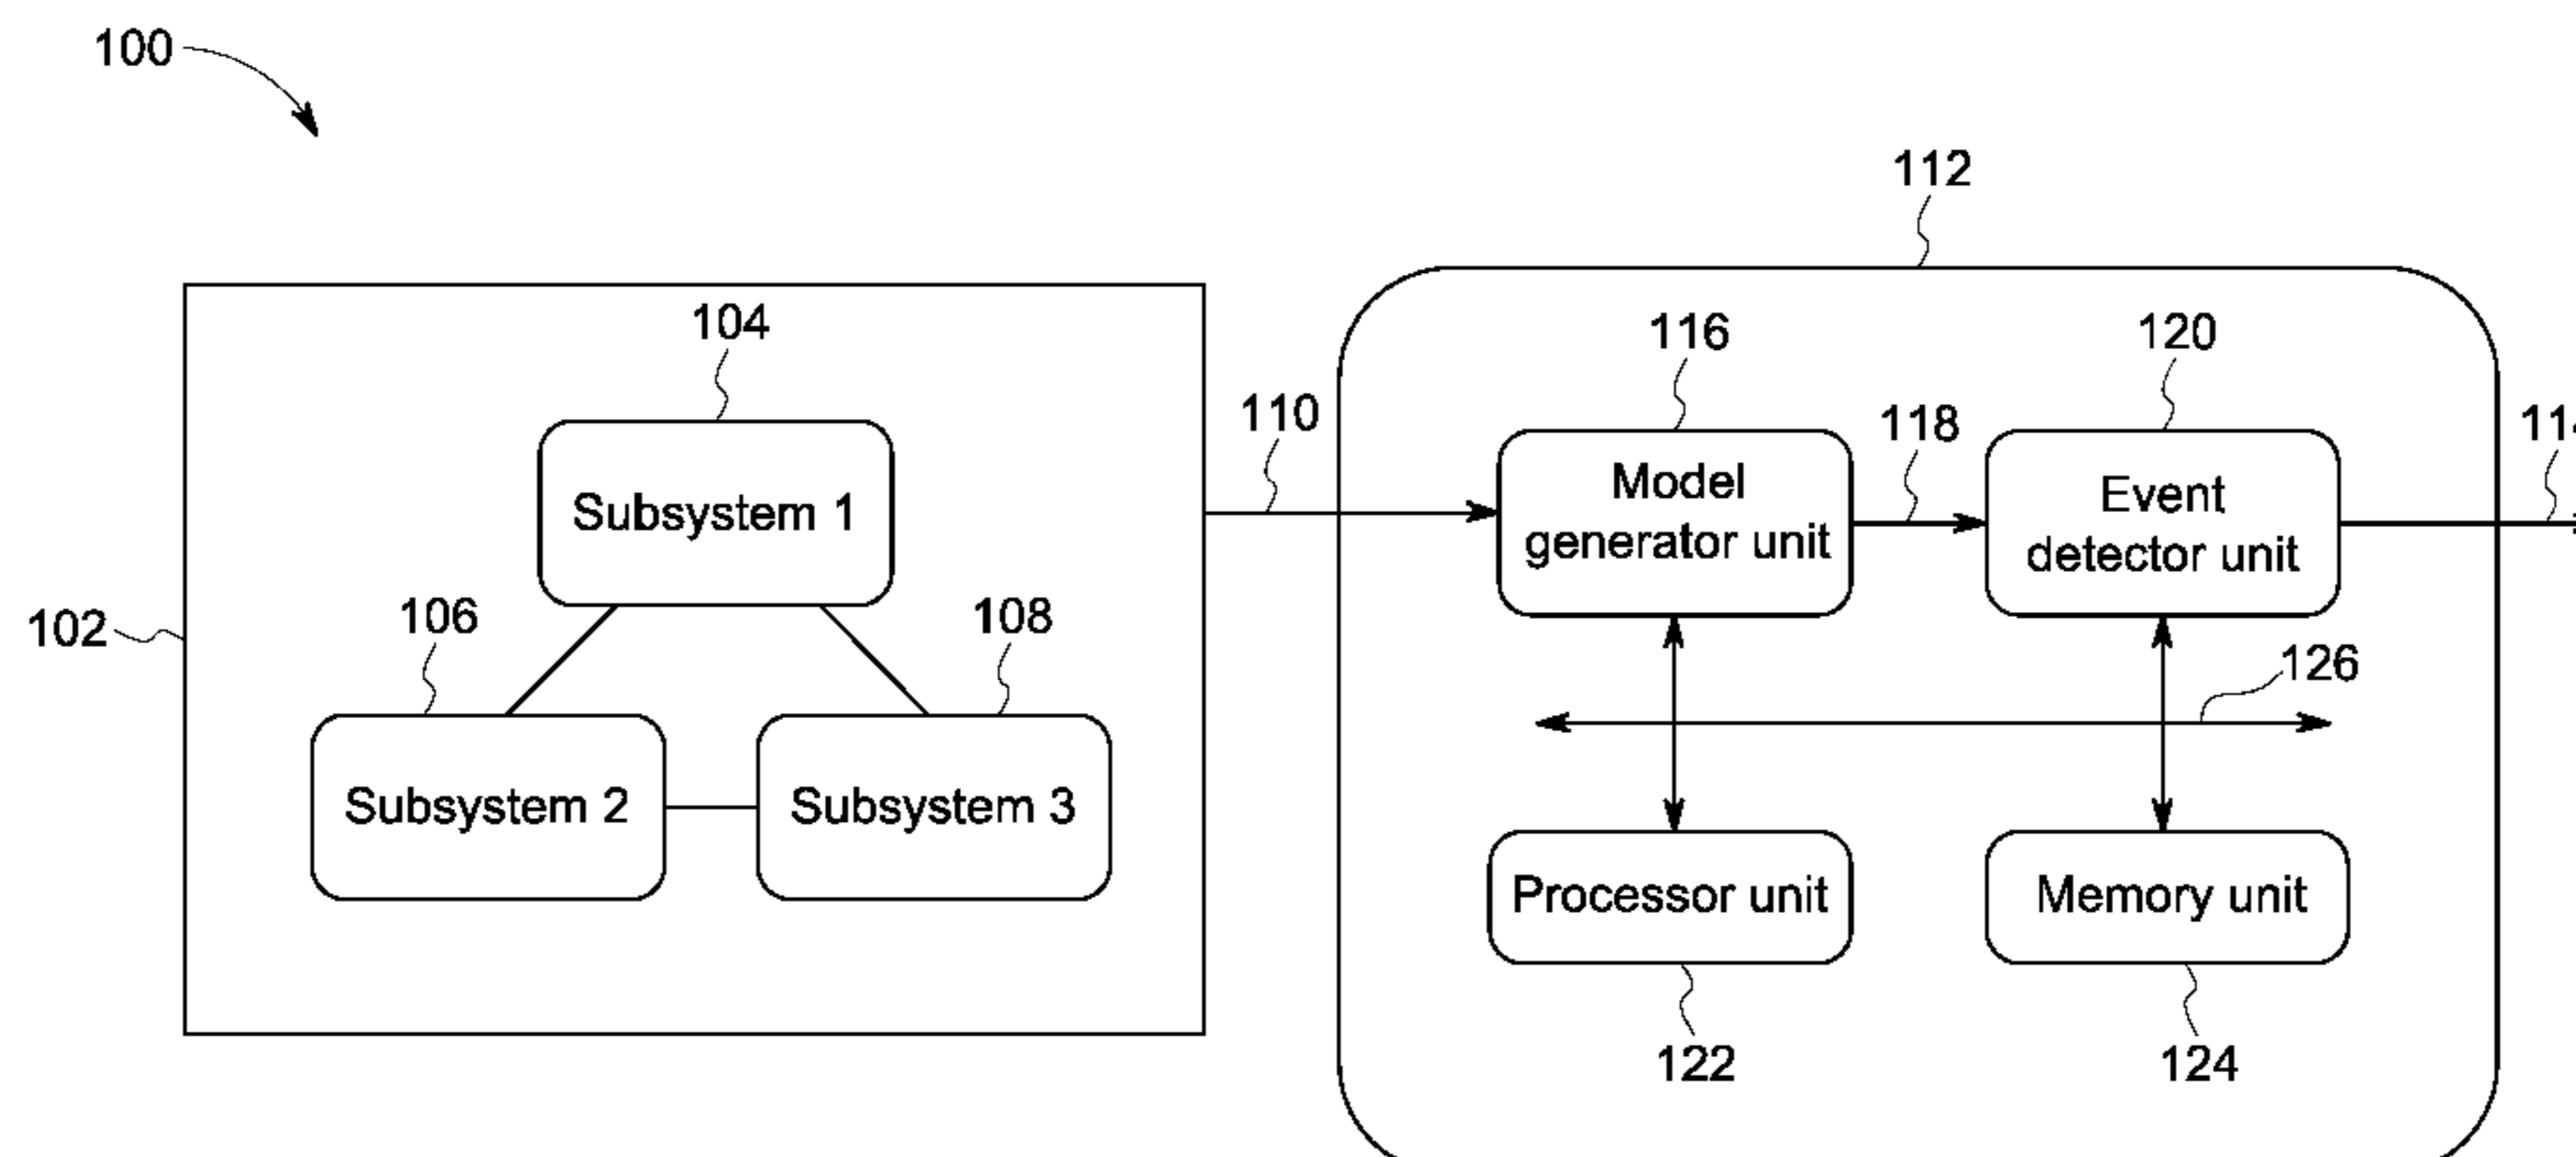 100
112
104
116
120
110
118
114
Subsystem 1
Model
generator unit
Event
detector unit
102
106
108
126
Subsystem 2
Subsystem 3
Processor unit
Memory unit
122
124